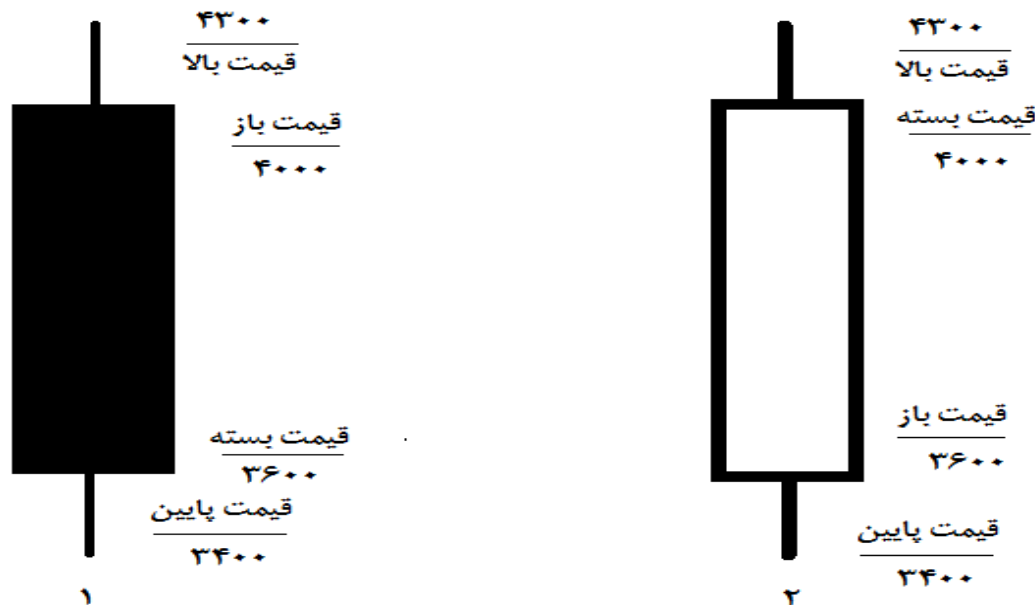 ۴۳۰۰
قیمت بالا
قیمت باز
۴۰۰۰
قیمت بسته
۳۶۰۰
قیمت پایین
۳۴۰۰
۱
۴۳۰۰
قیمت بالا
قیمت بسته
۴۰۰۰
قیمت باز
۳۶۰۰
قیمت پایین
۳۴۰۰
۲